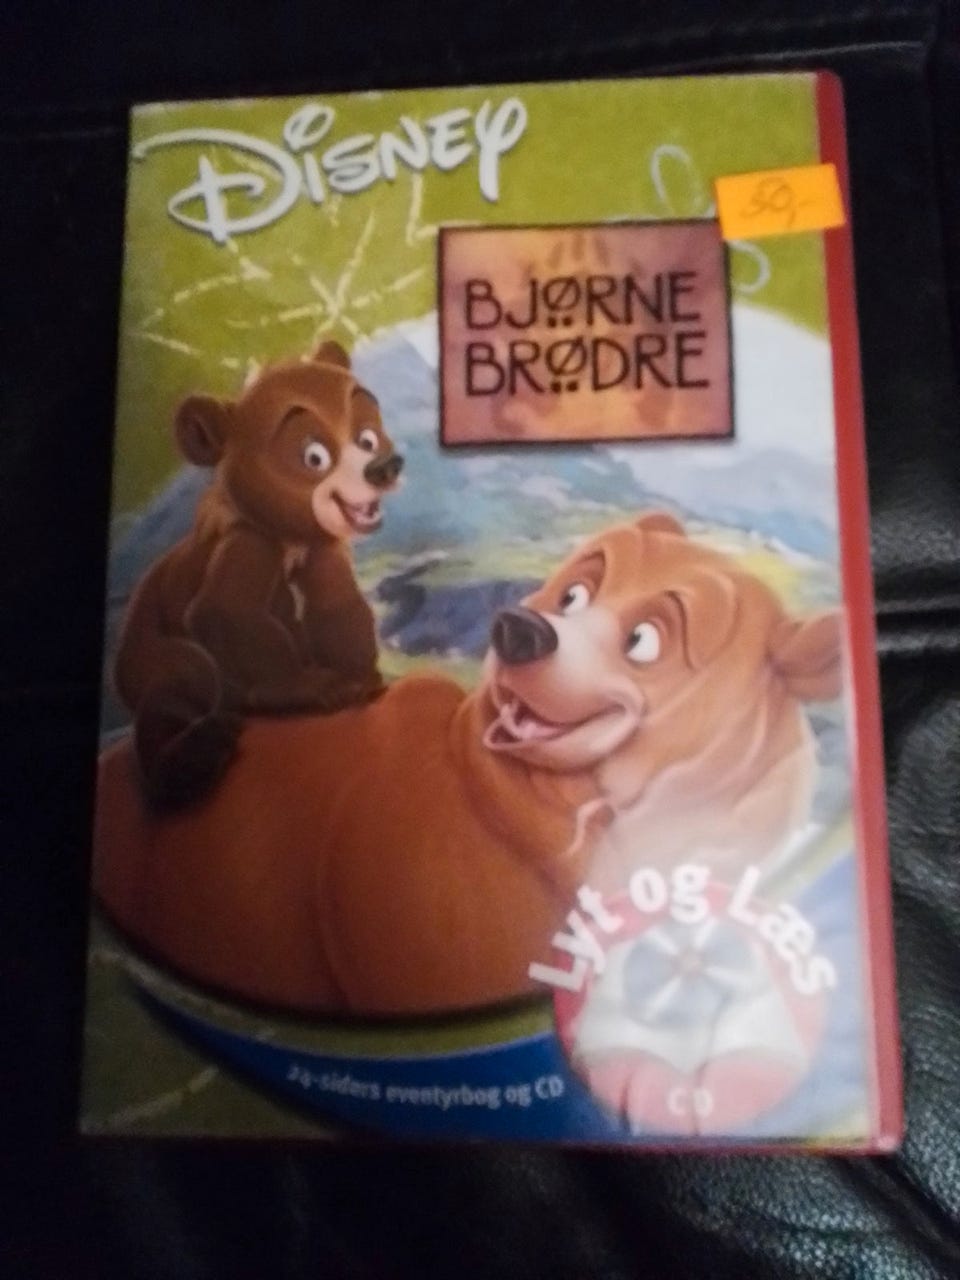 Disney
50,-
BJØRNE
BRØDRE
Lyt og Læs
CD
24-siders eventyrbog og CD